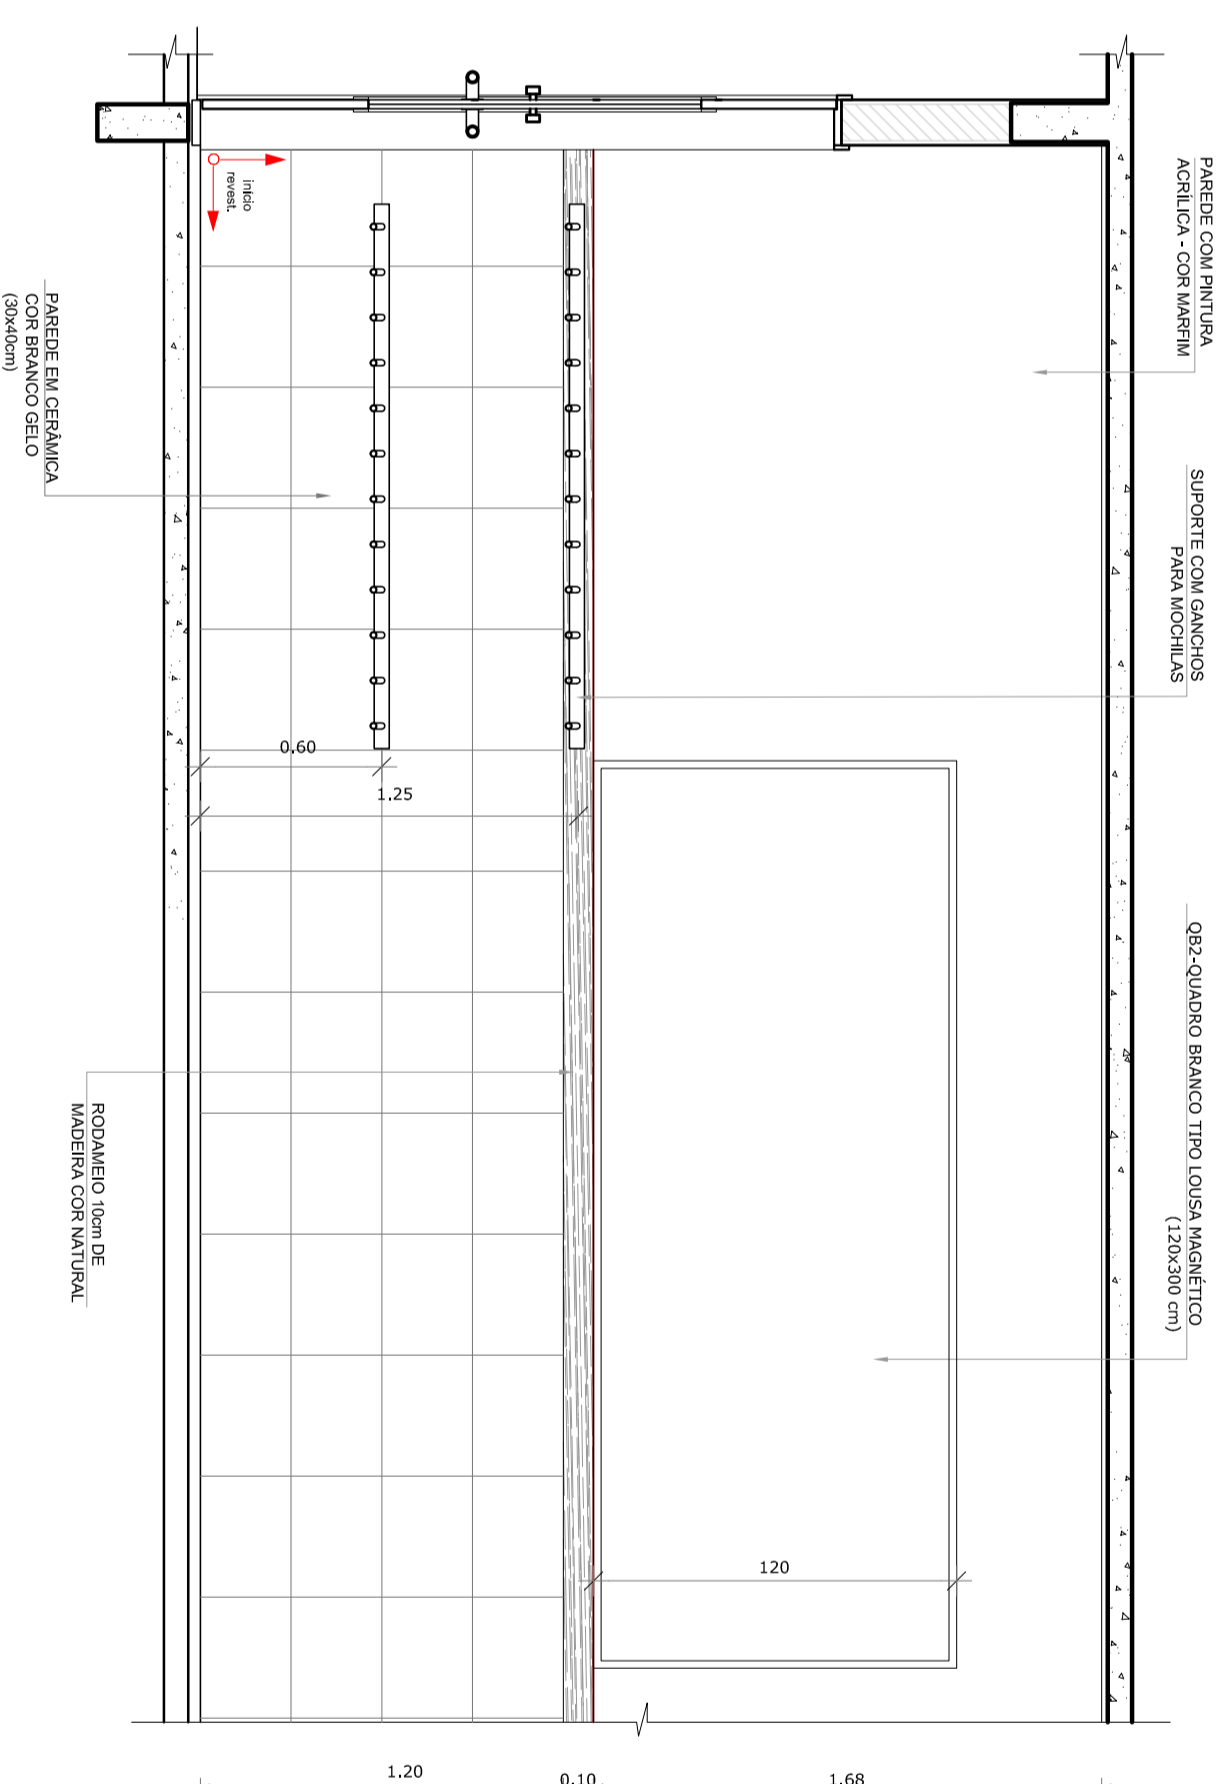 PAREDE COM PINTURA
ACRÍLICA - COR MARFIM
SUPORTE COM GANCHOS
PARA MOCHILAS
QB2-QUADRO BRANCO TIPO LOUSA MAGNÉTICO
(120x300 cm)
início
revest.
PAREDE EM CERÂMICA
COR BRANCO GELO
(30x40cm)
0.60
1.25
RODAMEIO 10cm DE
MADEIRA COR NATURAL
120
1.20
0.10
1.68